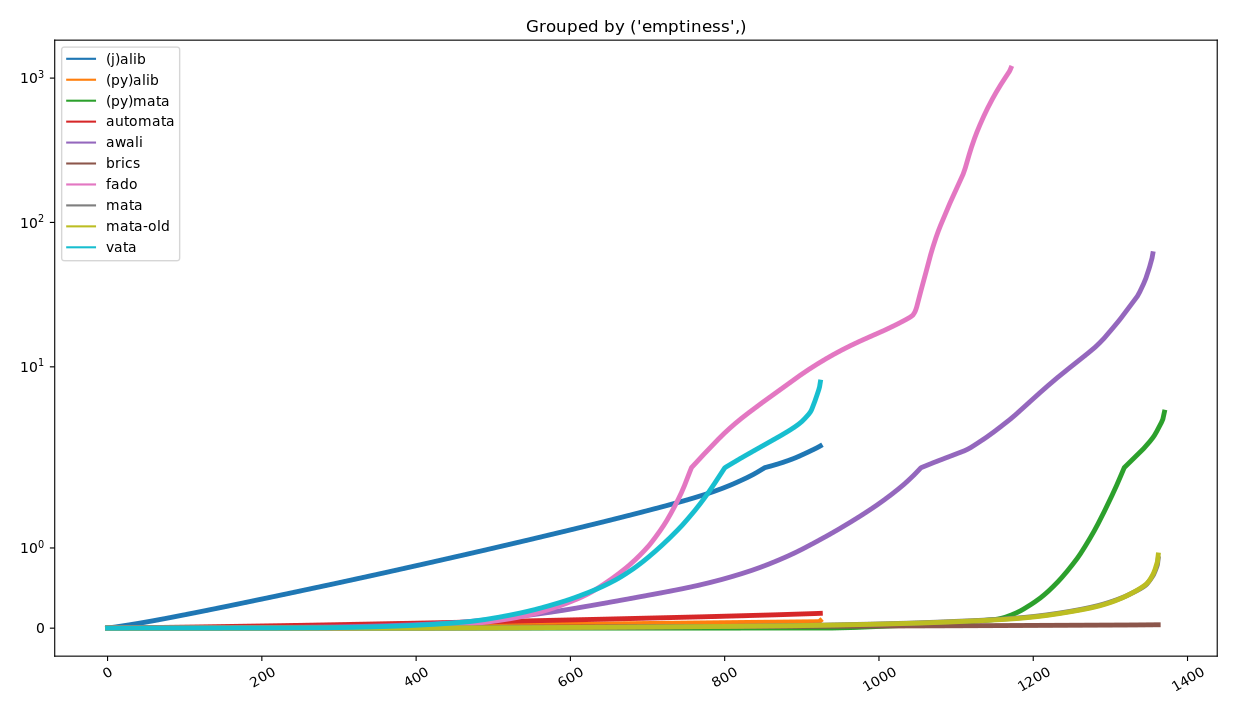 Grouped by ('emptiness',)
(j)alib
(py)alib
(py)mata
automata
awali
brics
fado
mata
mata-old
vata
10³
10²
10¹
10⁰
0
0 200 400 600 800 1000 1200 1400